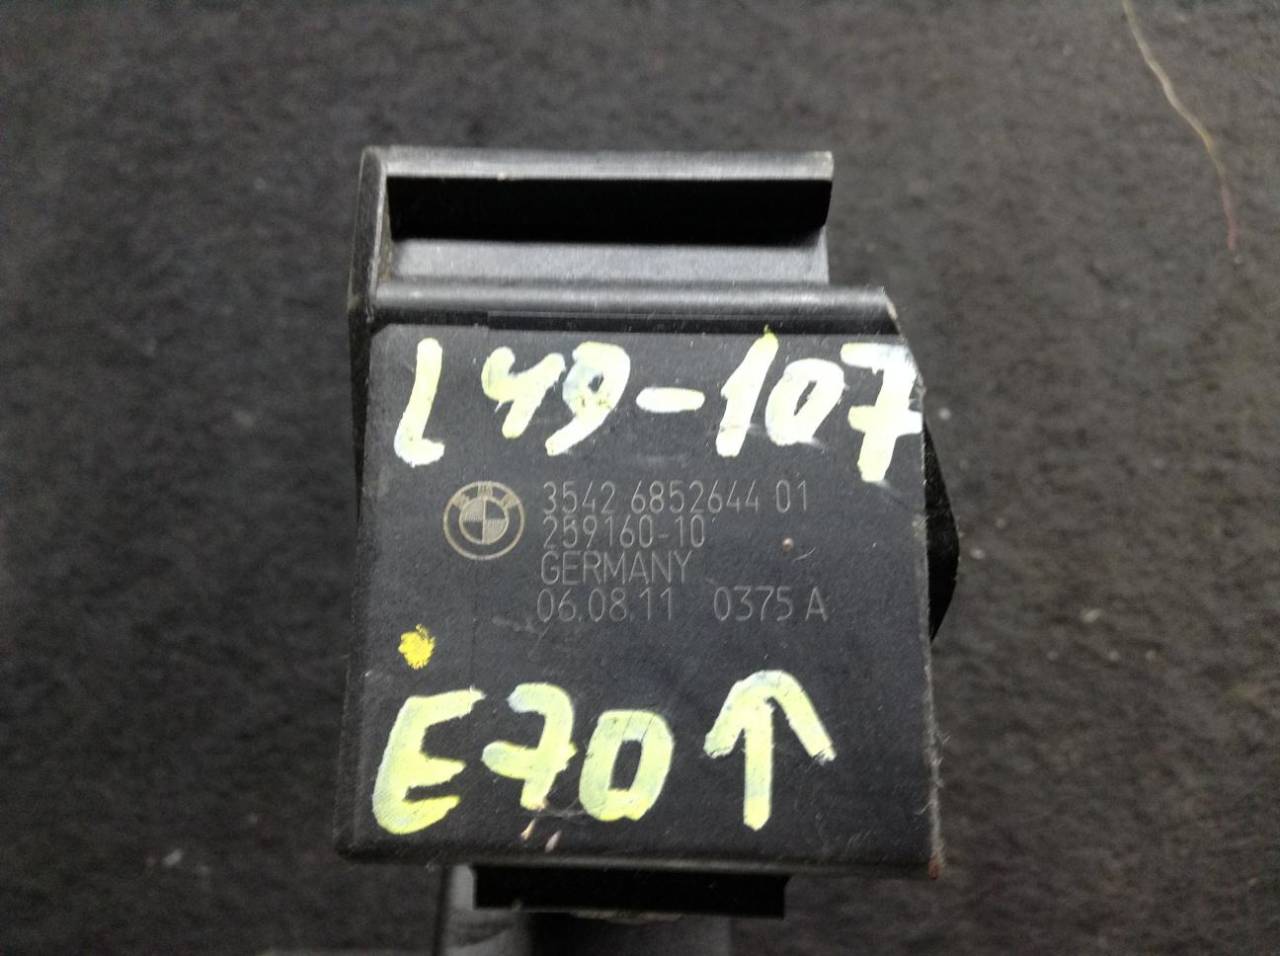 L49-107
3542 6852644 01
259160-10
GERMANY
06.08.11 0375 A
E70↑